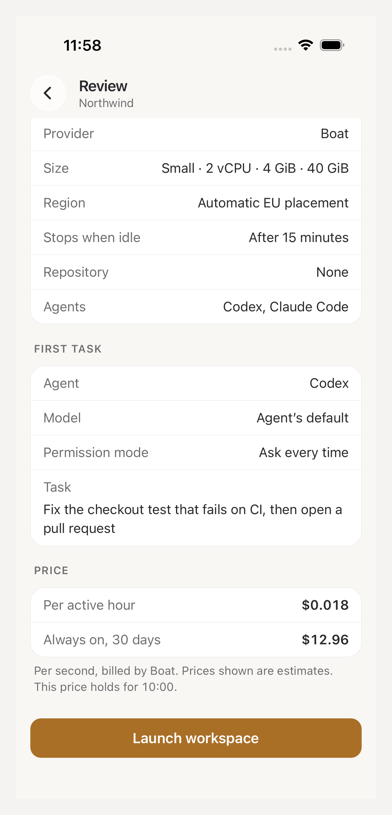 11:58
Review
Northwind
Provider Boat
Size Small · 2 vCPU · 4 GiB · 40 GiB
Region Automatic EU placement
Stops when idle After 15 minutes
Repository None
Agents Codex, Claude Code
FIRST TASK
Agent Codex
Model Agent’s default
Permission mode Ask every time
Task
Fix the checkout test that fails on CI, then open a
pull request
PRICE
Per active hour $0.018
Always on, 30 days $12.96
Per second, billed by Boat. Prices shown are estimates.
This price holds for 10:00.
Launch workspace